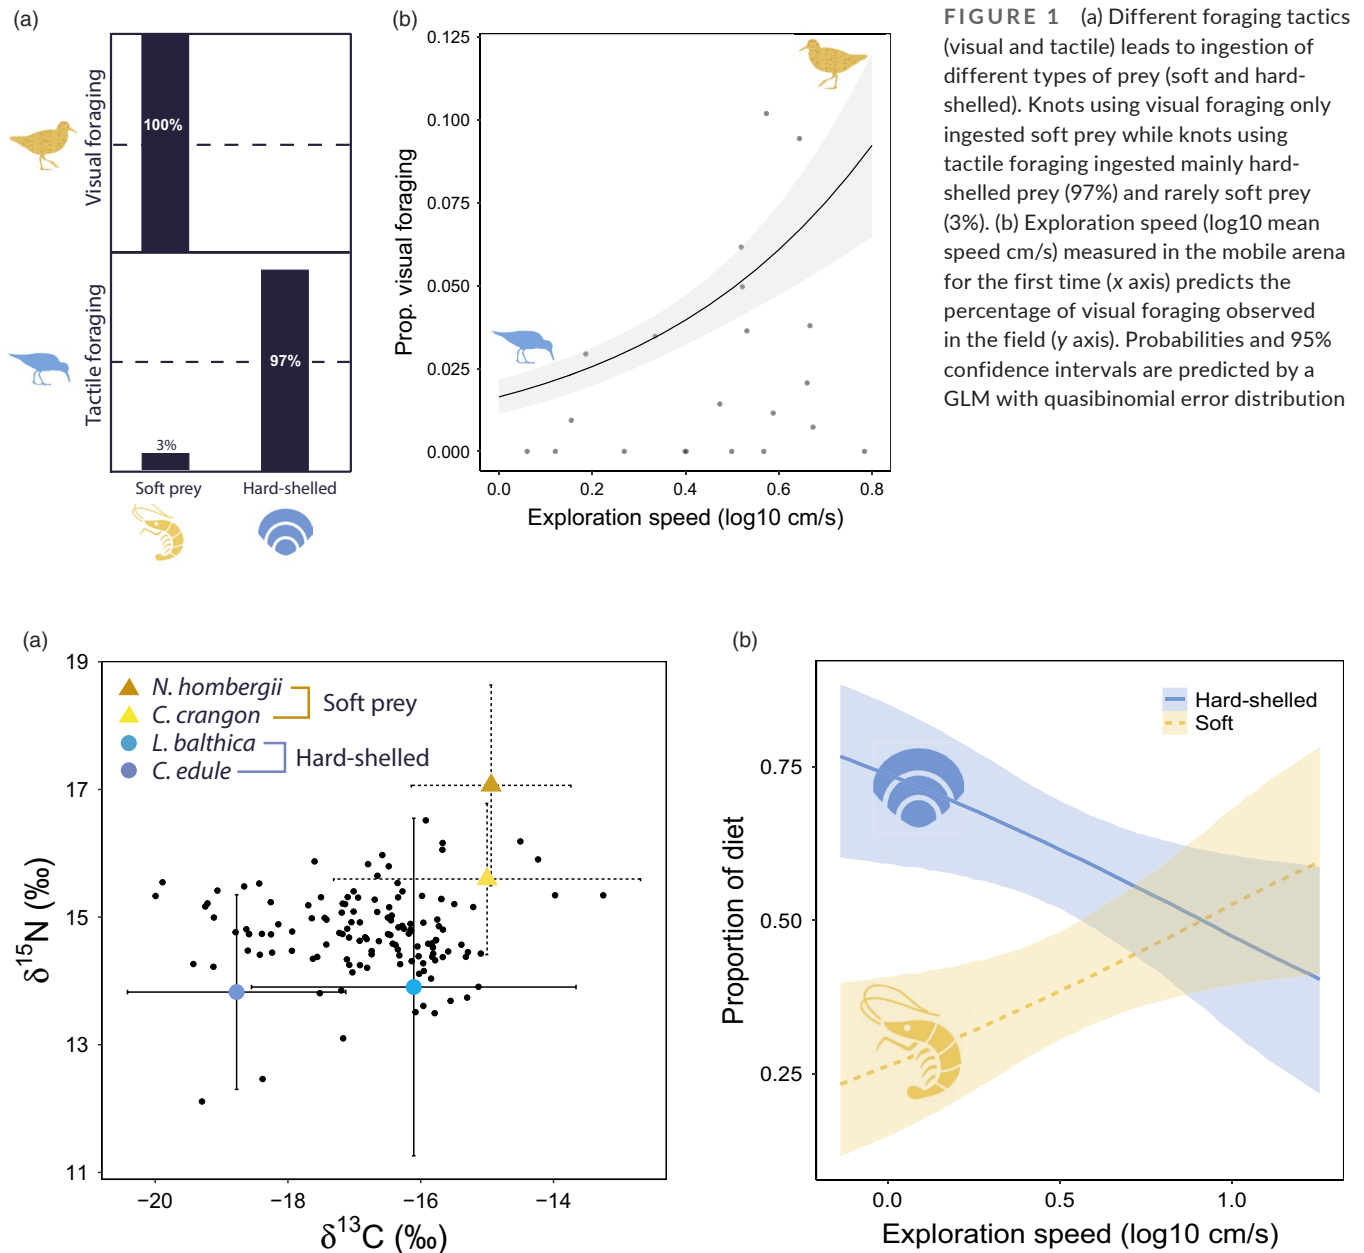 (a)
Visual foraging
100%
Tactile foraging
97%
3%
Soft prey
Hard-shelled
(b)
Prop. visual foraging
0.125
0.100
0.075
0.050
0.025
0.000
0.0
0.2
0.4
0.6
0.8
Exploration speed (log10 cm/s)
FIGURE 1 (a) Different foraging tactics
(visual and tactile) leads to ingestion of
different types of prey (soft and hard-
shelled). Knots using visual foraging only
ingested soft prey while knots using
tactile foraging ingested mainly hard-
shelled prey (97%) and rarely soft prey
(3%). (b) Exploration speed (log10 mean
speed cm/s) measured in the mobile arena
for the first time (x axis) predicts the
percentage of visual foraging observed
in the field (y axis). Probabilities and 95%
confidence intervals are predicted by a
GLM with quasibinomial error distribution
(a)
δ15N (‰)
19
17
15
13
11
N. hombergii
C. crangon
Soft prey
L. balthica
C. edule
Hard-shelled
−20
−18
−16
−14
δ13C (‰)
(b)
Proportion of diet
0.75
0.50
0.25
Hard-shelled
Soft
0.0
0.5
1.0
Exploration speed (log10 cm/s)